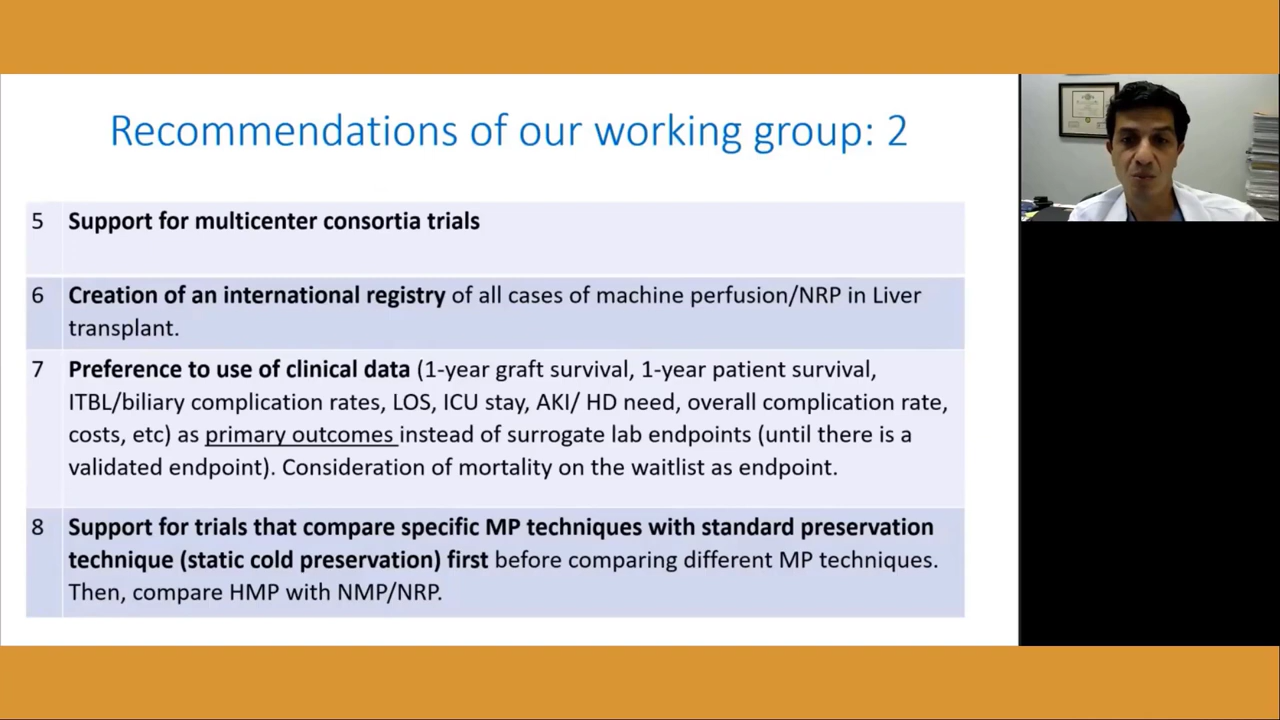 Recommendations of our working group: 2
5 Support for multicenter consortia trials
6 Creation of an international registry of all cases of machine perfusion/NRP in Liver
transplant.
7 Preference to use of clinical data (1-year graft survival, 1-year patient survival,
ITBL/biliary complication rates, LOS, ICU stay, AKI/ HD need, overall complication rate,
costs, etc) as primary outcomes instead of surrogate lab endpoints (until there is a
validated endpoint). Consideration of mortality on the waitlist as endpoint.
8 Support for trials that compare specific MP techniques with standard preservation
technique (static cold preservation) first before comparing different MP techniques.
Then, compare HMP with NMP/NRP.